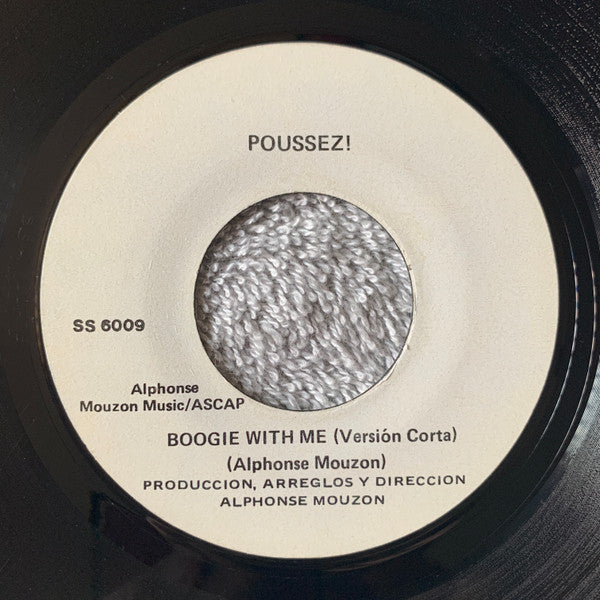 POUSSEZ!
SS 6009
Alphonse
Mouzon Music/ASCAP
BOOGIE WITH ME (Versión Corta)
(Alphonse Mouzon)
PRODUCCION, ARREGLOS Y DIRECCION
ALPHONSE MOUZON